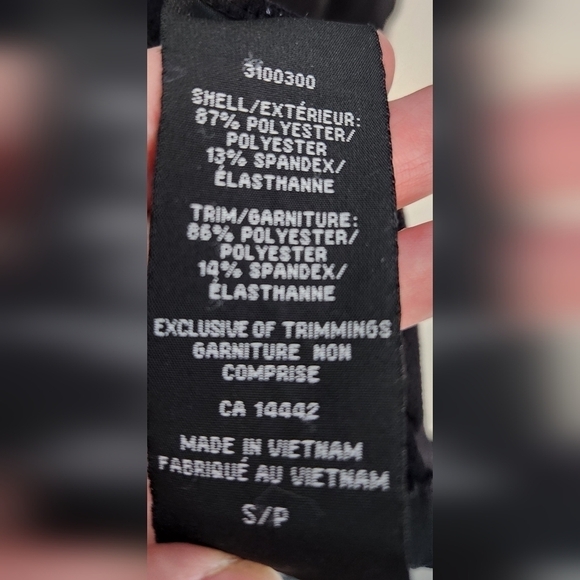 3100300
SHELL/EXTÉRIEUR:
87% POLYESTER/
POLYESTER
13% SPANDEX/
ÉLASTHANNE
TRIM/GARNITURE:
86% POLYESTER/
POLYESTER
14% SPANDEX/
ÉLASTHANNE
EXCLUSIVE OF TRIMMINGS
GARNITURE NON
COMPRISE
CA 14442
MADE IN VIETNAM
FABRIQUÉ AU VIETNAM
S/P